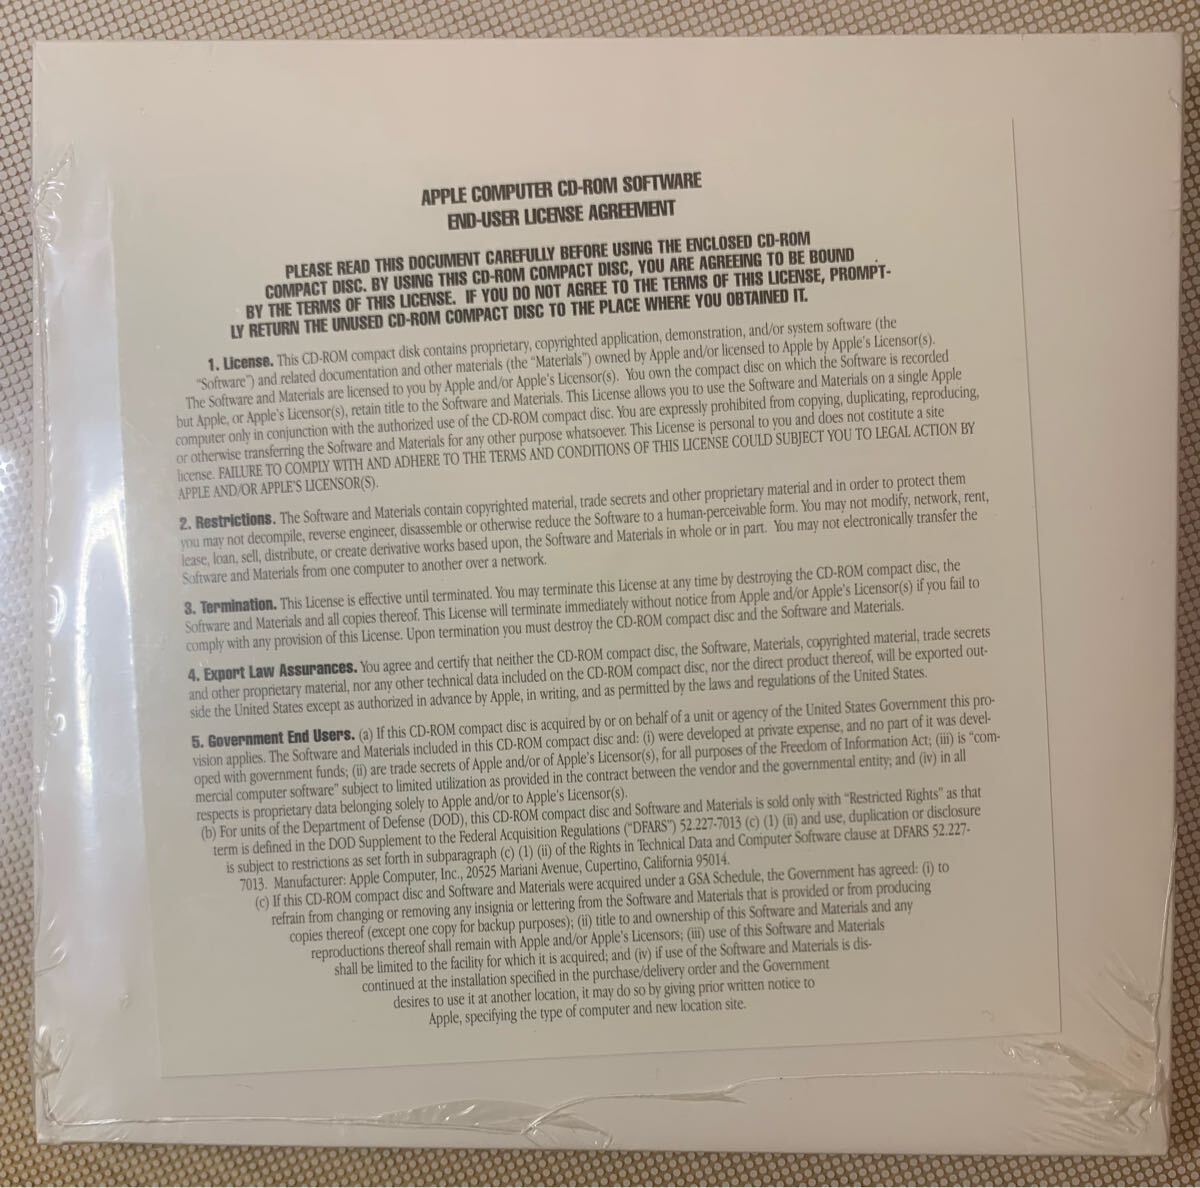 APPLE COMPUTER CD-ROM SOFTWARE
END-USER LICENSE AGREEMENT
PLEASE READ THIS DOCUMENT CAREFULLY BEFORE USING THE ENCLOSED CD-ROM
COMPACT DISC. BY USING THIS CD-ROM COMPACT DISC, YOU ARE AGREEING TO BE BOUND
BY THE TERMS OF THIS LICENSE. IF YOU DO NOT AGREE TO THE TERMS OF THIS LICENSE, PROMPT-
LY RETURN THE UNUSED CD-ROM COMPACT DISC TO THE PLACE WHERE YOU OBTAINED IT.
1. License. This CD-ROM compact disk contains proprietary, copyrighted application, demonstration, and/or system software (the
“Software”) and related documentation and other materials (the “Materials”) owned by Apple and/or licensed to Apple by Apple's Licensor(s).
The Software and Materials are licensed to you by Apple and/or Apple's Licensor(s). You own the compact disc on which the Software is recorded
but Apple, or Apple's Licensor(s), retain title to the Software and Materials. This License allows you to use the Software and Materials on a single Apple
computer only in conjunction with the authorized use of the CD-ROM compact disc. You are expressly prohibited from copying, duplicating, reproducing,
or otherwise transferring the Software and Materials for any other purpose whatsoever. This License is personal to you and does not costitute a site
license. FAILURE TO COMPLY WITH AND ADHERE TO THE TERMS AND CONDITIONS OF THIS LICENSE COULD SUBJECT YOU TO LEGAL ACTION BY
APPLE AND/OR APPLE'S LICENSOR(S).
2. Restrictions. The Software and Materials contain copyrighted material, trade secrets and other proprietary material and in order to protect them
you may not decompile, reverse engineer, disassemble or otherwise reduce the Software to a human-perceivable form. You may not modify, network, rent,
lease, loan, sell, distribute, or create derivative works based upon, the Software and Materials in whole or in part. You may not electronically transfer the
Software and Materials from one computer to another over a network.
3. Termination. This License is effective until terminated. You may terminate this License at any time by destroying the CD-ROM compact disc, the
Software and Materials and all copies thereof. This License will terminate immediately without notice from Apple and/or Apple's Licensor(s) if you fail to
comply with any provision of this License. Upon termination you must destroy the CD-ROM compact disc and the Software and Materials.
4. Export Law Assurances. You agree and certify that neither the CD-ROM compact disc, the Software, Materials, copyrighted material, trade secrets
and other proprietary material, nor any other technical data included on the CD-ROM compact disc, nor the direct product thereof, will be exported out-
side the United States except as authorized in advance by Apple, in writing, and as permitted by the laws and regulations of the United States.
5. Government End Users. (a) If this CD-ROM compact disc is acquired by or on behalf of a unit or agency of the United States Government this pro-
vision applies. The Software and Materials included in this CD-ROM compact disc and: (i) were developed at private expense, and no part of it was devel-
oped with government funds; (ii) are trade secrets of Apple and/or of Apple's Licensor(s), for all purposes of the Freedom of Information Act; (iii) is “com-
mercial computer software” subject to limited utilization as provided in the contract between the vendor and the governmental entity; and (iv) in all
respects is proprietary data belonging solely to Apple and/or to Apple's Licensor(s).
(b) For units of the Department of Defense (DOD), this CD-ROM compact disc and Software and Materials is sold only with “Restricted Rights” as that
term is defined in the DOD Supplement to the Federal Acquisition Regulations (“DFARS”) 52.227-7013 (c) (1) (ii) and use, duplication or disclosure
is subject to restrictions as set forth in subparagraph (c) (1) (ii) of the Rights in Technical Data and Computer Software clause at DFARS 52.227-
7013. Manufacturer: Apple Computer, Inc., 20525 Mariani Avenue, Cupertino, California 95014.
(c) If this CD-ROM compact disc and Software and Materials were acquired under a GSA Schedule, the Government has agreed: (i) to
refrain from changing or removing any insignia or lettering from the Software and Materials that is provided or from producing
copies thereof (except one copy for backup purposes); (ii) title to and ownership of this Software and Materials and any
reproductions thereof shall remain with Apple and/or Apple's Licensors; (iii) use of this Software and Materials
shall be limited to the facility for which it is acquired; and (iv) if use of the Software and Materials is dis-
continued at the installation specified in the purchase/delivery order and the Government
desires to use it at another location, it may do so by giving prior written notice to
Apple, specifying the type of computer and new location site.